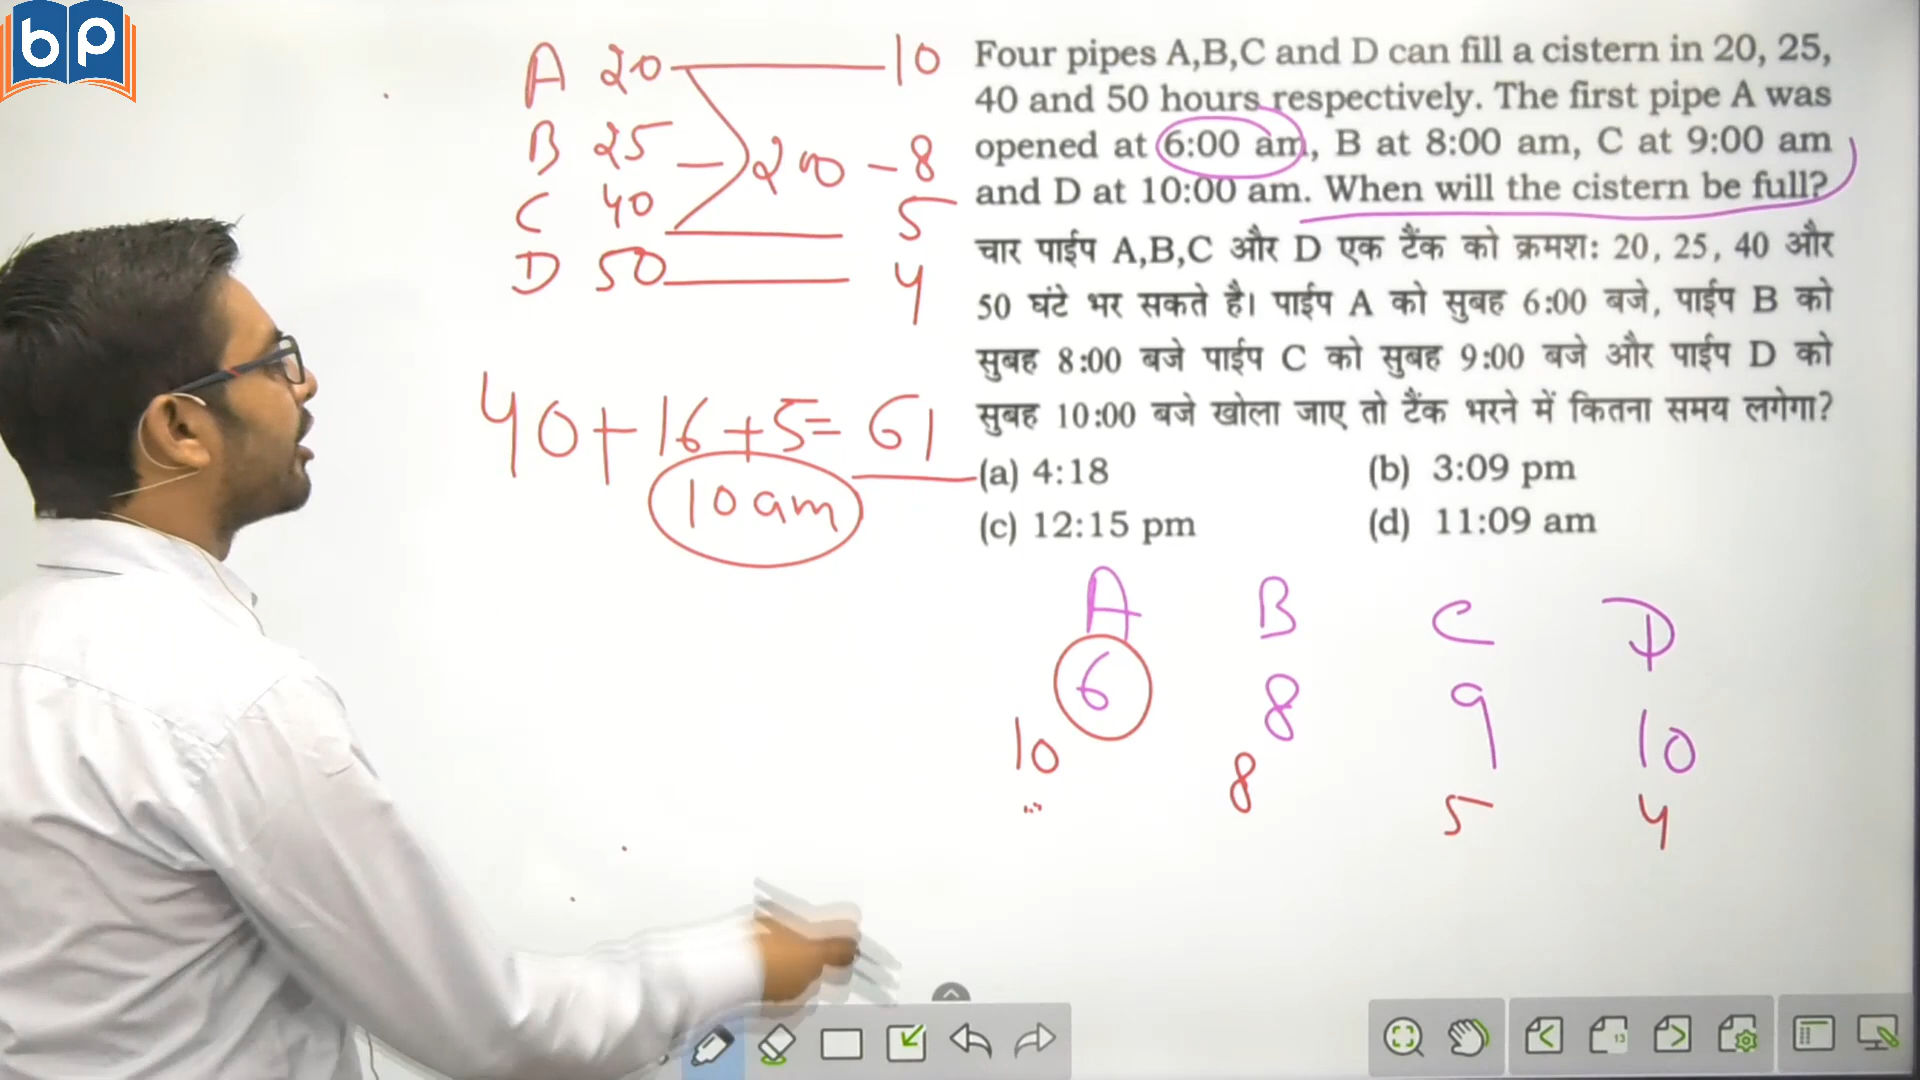 bp
A 20 10
B 25 200 - 8
C 40 5
D 50 4
40+16+5= 61
10 am
Four pipes A,B,C and D can fill a cistern in 20, 25,
40 and 50 hours respectively. The first pipe A was
opened at 6:00 am, B at 8:00 am, C at 9:00 am
and D at 10:00 am. When will the cistern be full?
चार पाईप A,B,C और D एक टैंक को क्रमश: 20, 25, 40 और
50 घंटे भर सकते है। पाईप A को सुबह 6:00 बजे, पाईप B को
सुबह 8:00 बजे पाईप C को सुबह 9:00 बजे और पाईप D को
सुबह 10:00 बजे खोला जाए तो टैंक भरने में कितना समय लगेगा?
(a) 4:18 (b) 3:09 pm
(c) 12:15 pm (d) 11:09 am
A B C D
6 8 9 10
10 8 5 4
13